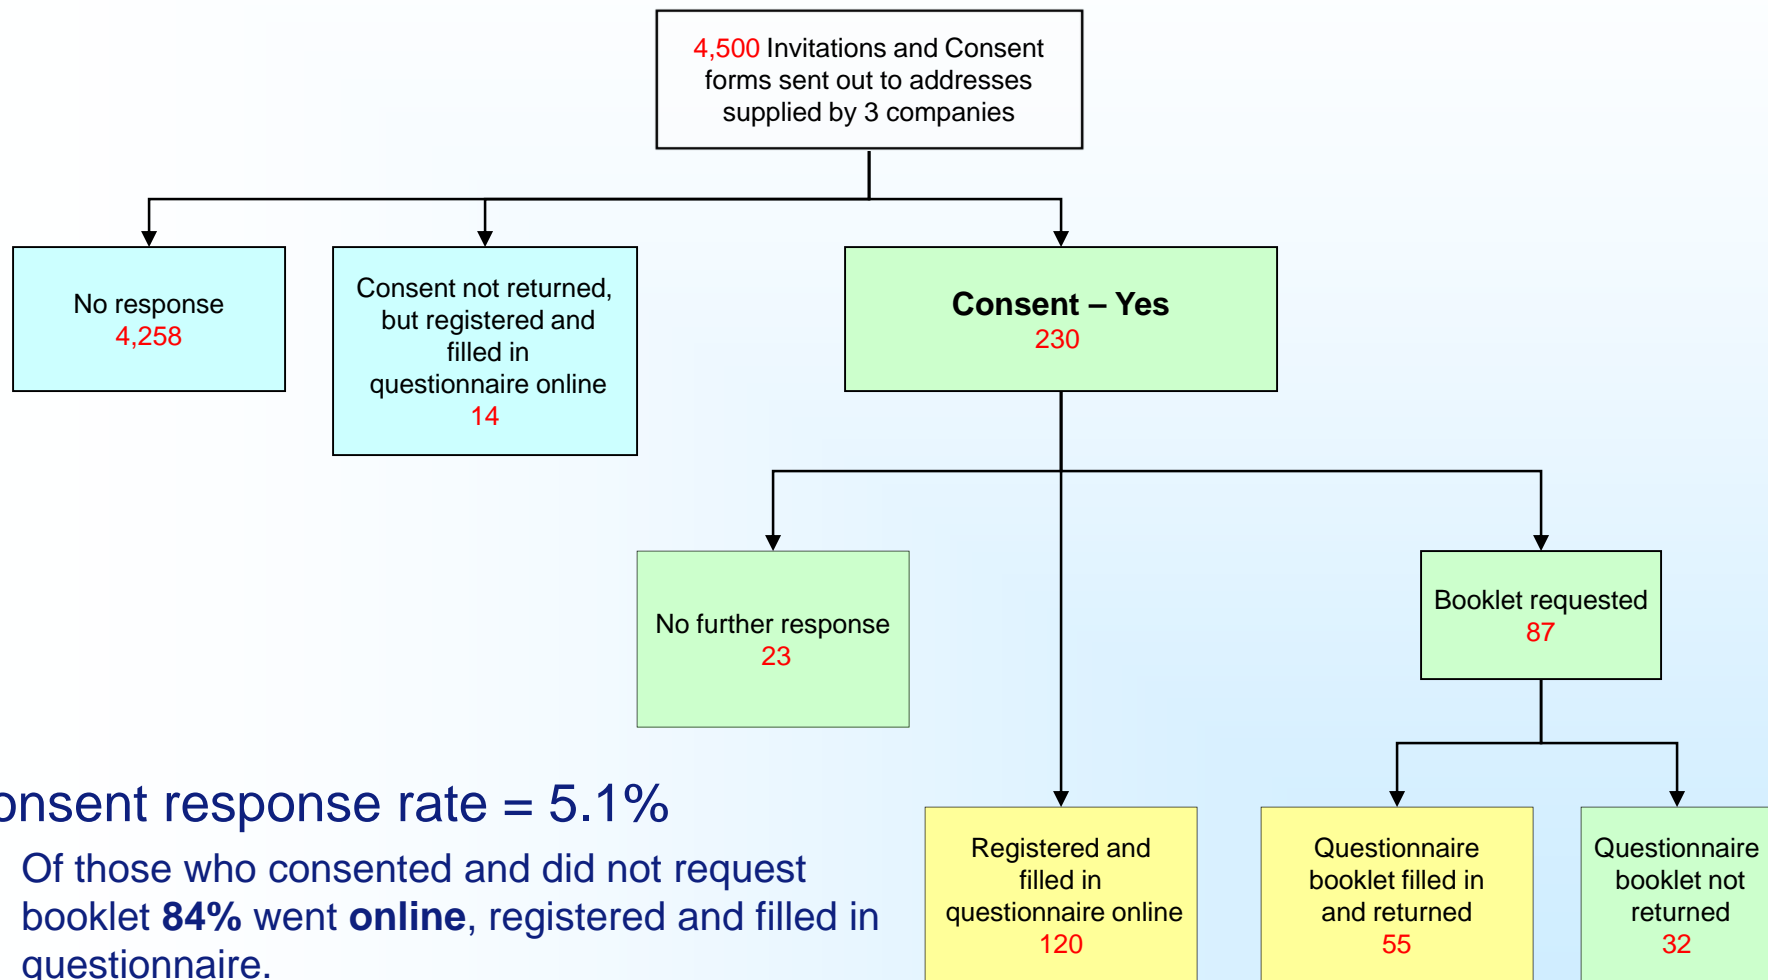 4,500 Invitations and Consent
forms sent out to addresses
supplied by 3 companies
No response
4,258
Consent not returned,
but registered and
filled in
questionnaire online
14
Consent – Yes
230
No further response
23
Booklet requested
87
Registered and
filled in
questionnaire online
120
Questionnaire
booklet filled in
and returned
55
Questionnaire
booklet not
returned
32
onsent response rate = 5.1%
Of those who consented and did not request
booklet 84% went online, registered and filled in
questionnaire.